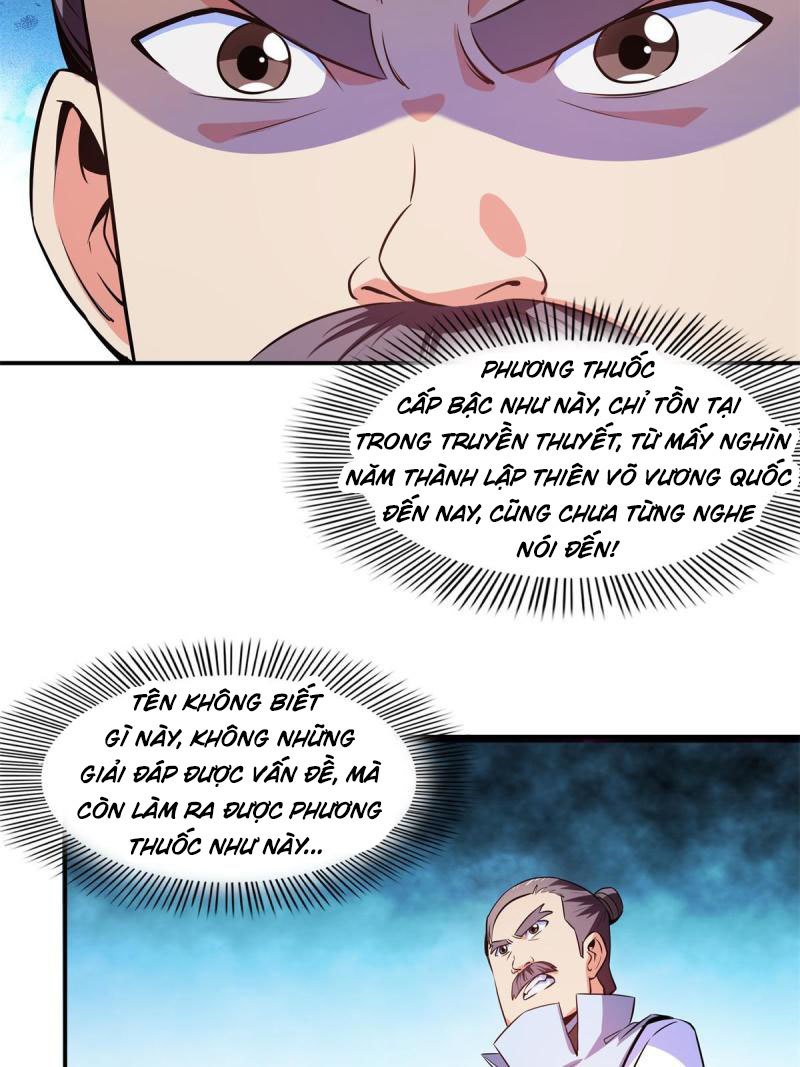 PHƯƠNG THUỐC
CẤP BẬC NHƯ NÀY, CHỈ TỒN TẠI
TRONG TRUYỀN THUYẾT, TỪ MẤY NGHÌN
NĂM THÀNH LẬP THIÊN VÕ VƯƠNG QUỐC
ĐẾN NAY, CŨNG CHƯA TỪNG NGHE
NÓI ĐẾN!
TÊN KHÔNG BIẾT
GÌ NÀY, KHÔNG NHỮNG
GIẢI ĐÁP ĐƯỢC VẤN ĐỀ, MÀ
CÒN LÀM RA ĐƯỢC PHƯƠNG
THUỐC NHƯ NÀY...